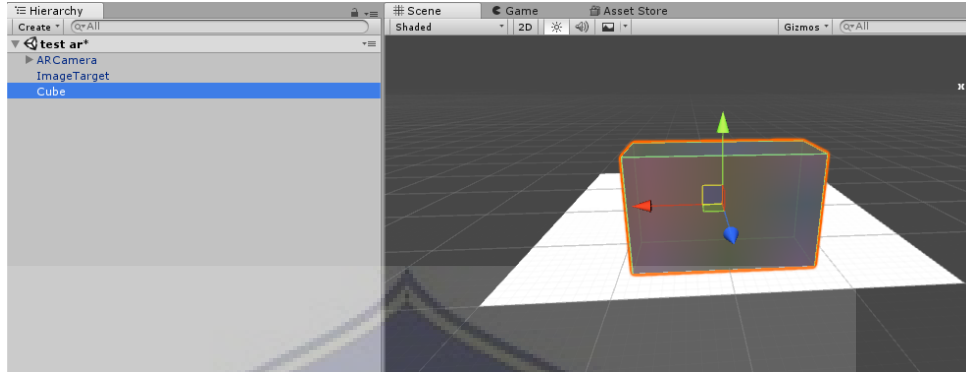 Hierarchy
Create
All
test ar*
ARCamera
ImageTarget
Cube
Scene
Game
Asset Store
Shaded
2D
Gizmos
All